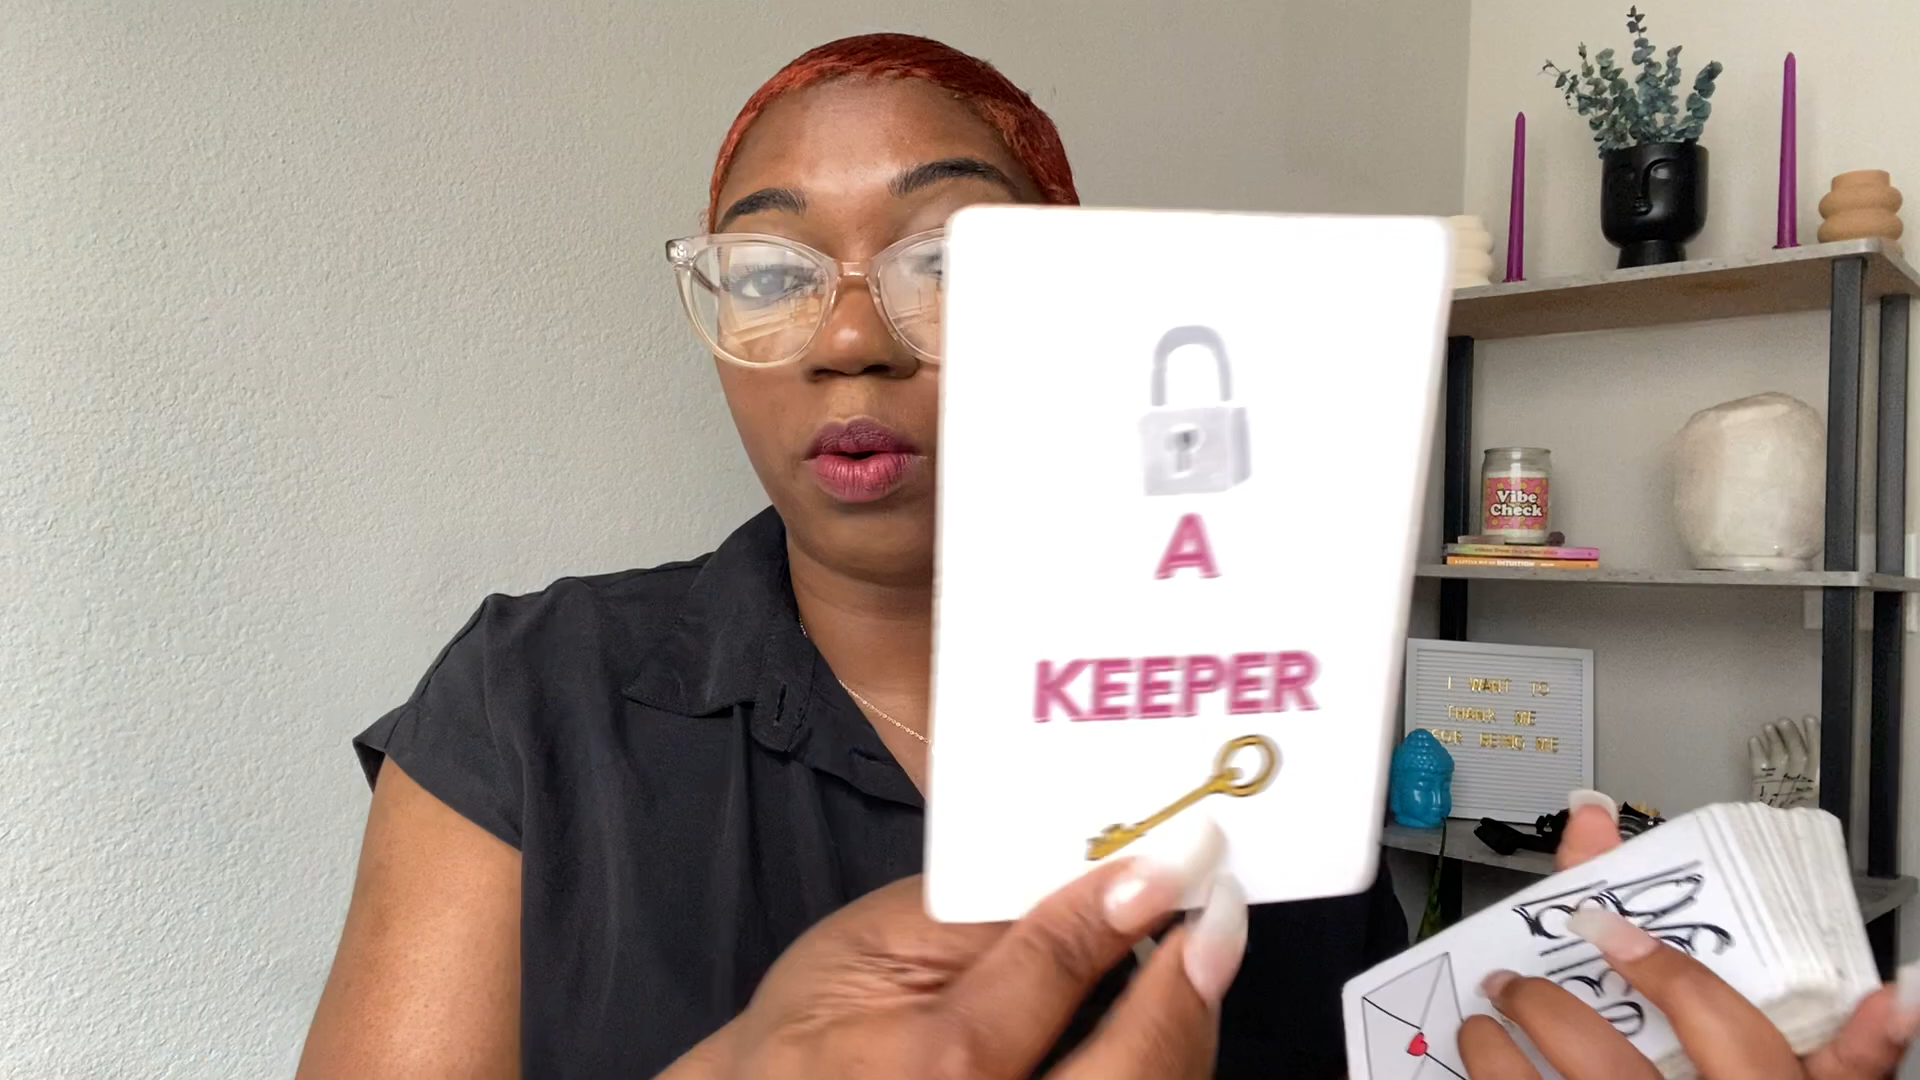 A
KEEPER
Vibe
Check
I WANT TO
THANK ME
FOR BEING ME